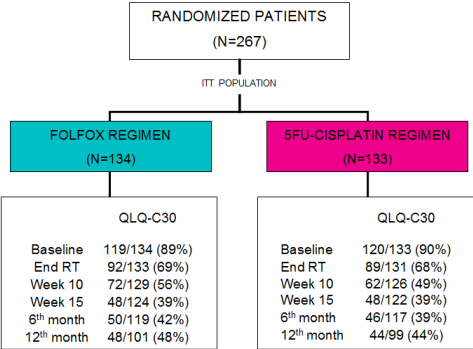 RANDOMIZED PATIENTS
(N=267)
ITT POPULATION
FOLFOX REGIMEN
(N=134)
5FU-CISPLATIN REGIMEN
(N=133)
QLQ-C30
Baseline 119/134 (89%)
End RT 92/133 (69%)
Week 10 72/129 (56%)
Week 15 48/124 (39%)
6th month 50/119 (42%)
12th month 48/101 (48%)
QLQ-C30
Baseline 120/133 (90%)
End RT 89/131 (68%)
Week 10 62/126 (49%)
Week 15 48/122 (39%)
6th month 46/117 (39%)
12th month 44/99 (44%)